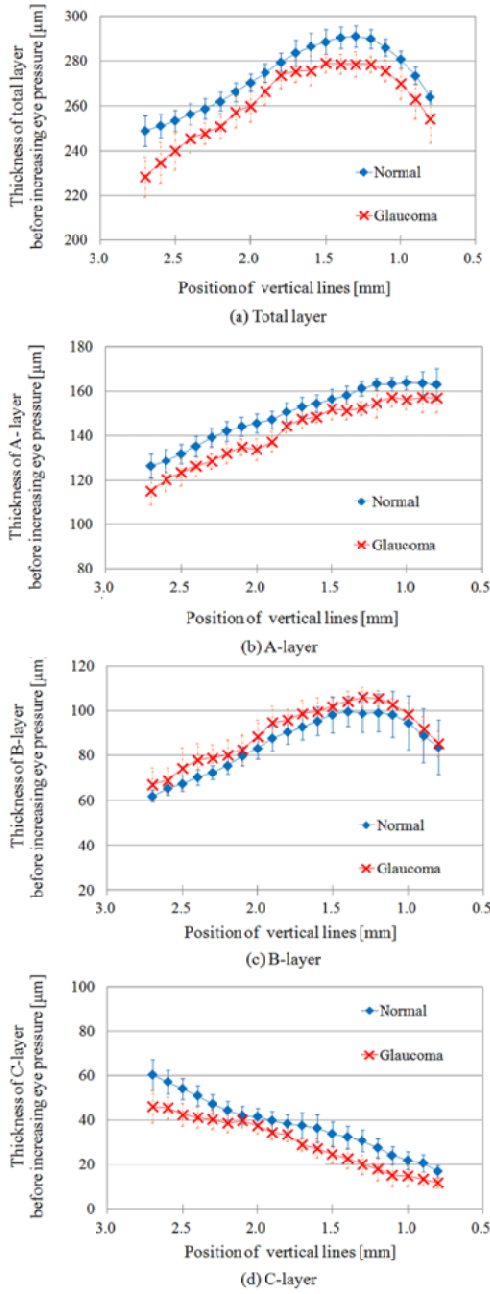 Thickness of total layer
before increasing eye pressure [μm]
300
280
260
240
220
200
Normal
Glaucoma
3.0 2.5 2.0 1.5 1.0 0.5
Position of vertical lines [mm]
(a) Total layer
Thickness of A-layer
before increasing eye pressure [μm]
180
160
140
120
100
80
Normal
Glaucoma
3.0 2.5 2.0 1.5 1.0 0.5
Position of vertical lines [mm]
(b) A-layer
Thickness of B-layer
before increasing eye pressure [μm]
120
100
80
60
40
20
Normal
Glaucoma
3.0 2.5 2.0 1.5 1.0 0.5
Position of vertical lines [mm]
(c) B-layer
Thickness of C-layer
before increasing eye pressure [μm]
100
80
60
40
20
0
Normal
Glaucoma
3.0 2.5 2.0 1.5 1.0 0.5
Position of vertical lines [mm]
(d) C-layer